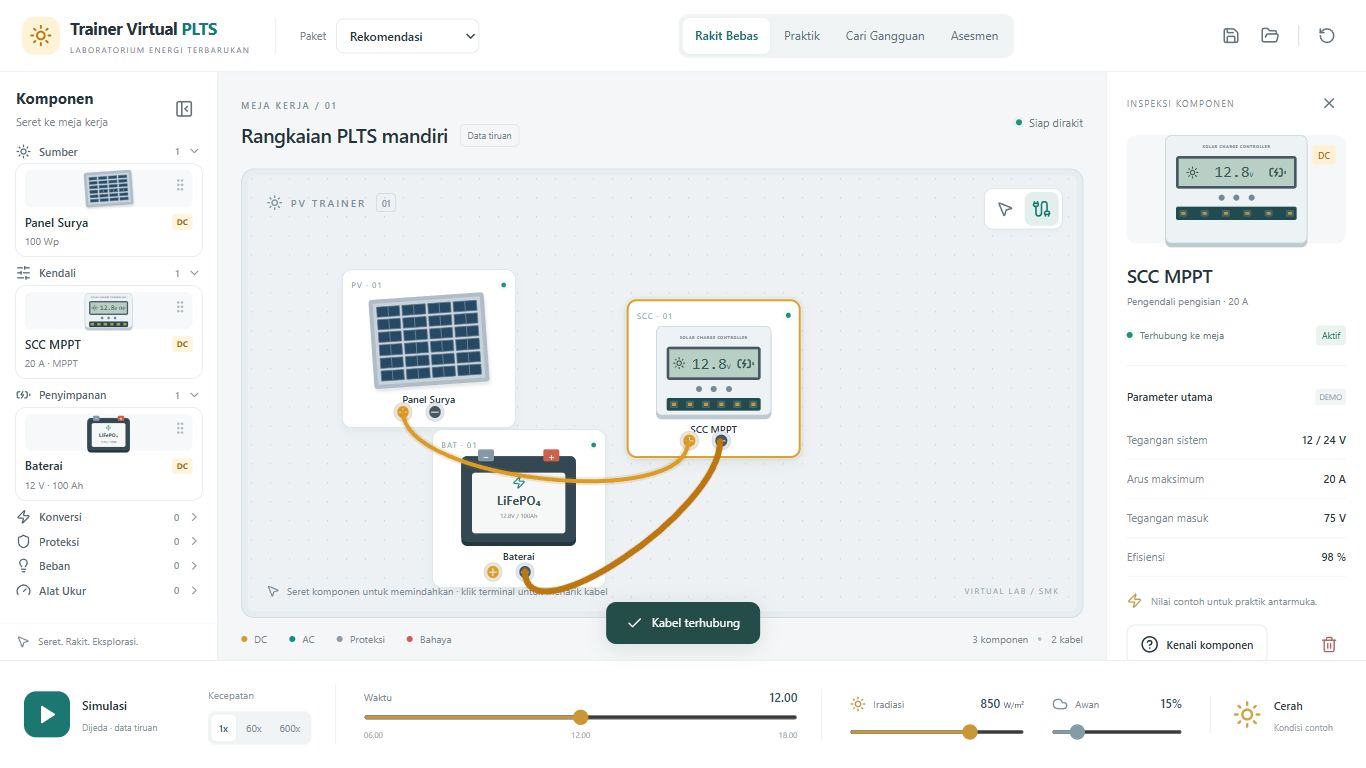 Trainer Virtual PLTS
LABORATORIUM ENERGI TERBARUKAN
Paket
Rekomendasi
Rakit Bebas
Praktik
Cari Gangguan
Asesmen
Komponen
Seret ke meja kerja
Sumber 1
Panel Surya DC
100 Wp
Kendali 1
SOLAR CHARGE CONTROLLER
12.8v
SCC MPPT DC
20 A · MPPT
Penyimpanan 1
LiFePO₄
Baterai DC
12 V · 100 Ah
Konversi 0
Proteksi 0
Beban 0
Alat Ukur 0
Seret. Rakit. Eksplorasi.
MEJA KERJA / 01
Rangkaian PLTS mandiri
Data tiruan
Siap dirakit
PV TRAINER 01
PV · 01
Panel Surya
SCC · 01
SOLAR CHARGE CONTROLLER
12.8v
SCC MPPT
BAT · 01
LiFePO₄
12.8V / 100Ah
Baterai
Seret komponen untuk memindahkan · klik terminal untuk menarik kabel
VIRTUAL LAB / SMK
Kabel terhubung
DC
AC
Proteksi
Bahaya
3 komponen • 2 kabel
INSPEKSI KOMPONEN
SOLAR CHARGE CONTROLLER
12.8v
DC
SCC MPPT
Pengendali pengisian · 20 A
Terhubung ke meja Aktif
Parameter utama DEMO
Tegangan sistem 12 / 24 V
Arus maksimum 20 A
Tegangan masuk 75 V
Efisiensi 98 %
Nilai contoh untuk praktik antarmuka.
Kenali komponen
Simulasi
Dijeda · data tiruan
Kecepatan
1x 60x 600x
Waktu 12.00
06.00 12.00 18.00
Iradiasi 850 W/m²
Awan 15%
Cerah
Kondisi contoh